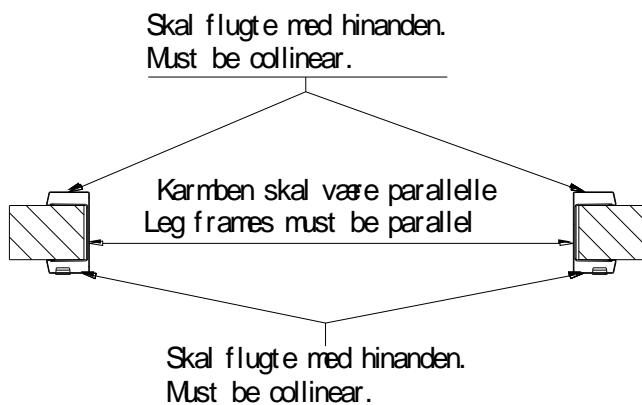 Skal flugte med hinanden.
Must be collinear.
Karmben skal være parallelle
Leg frames must be parallel
Skal flugte med hinanden.
Must be collinear.